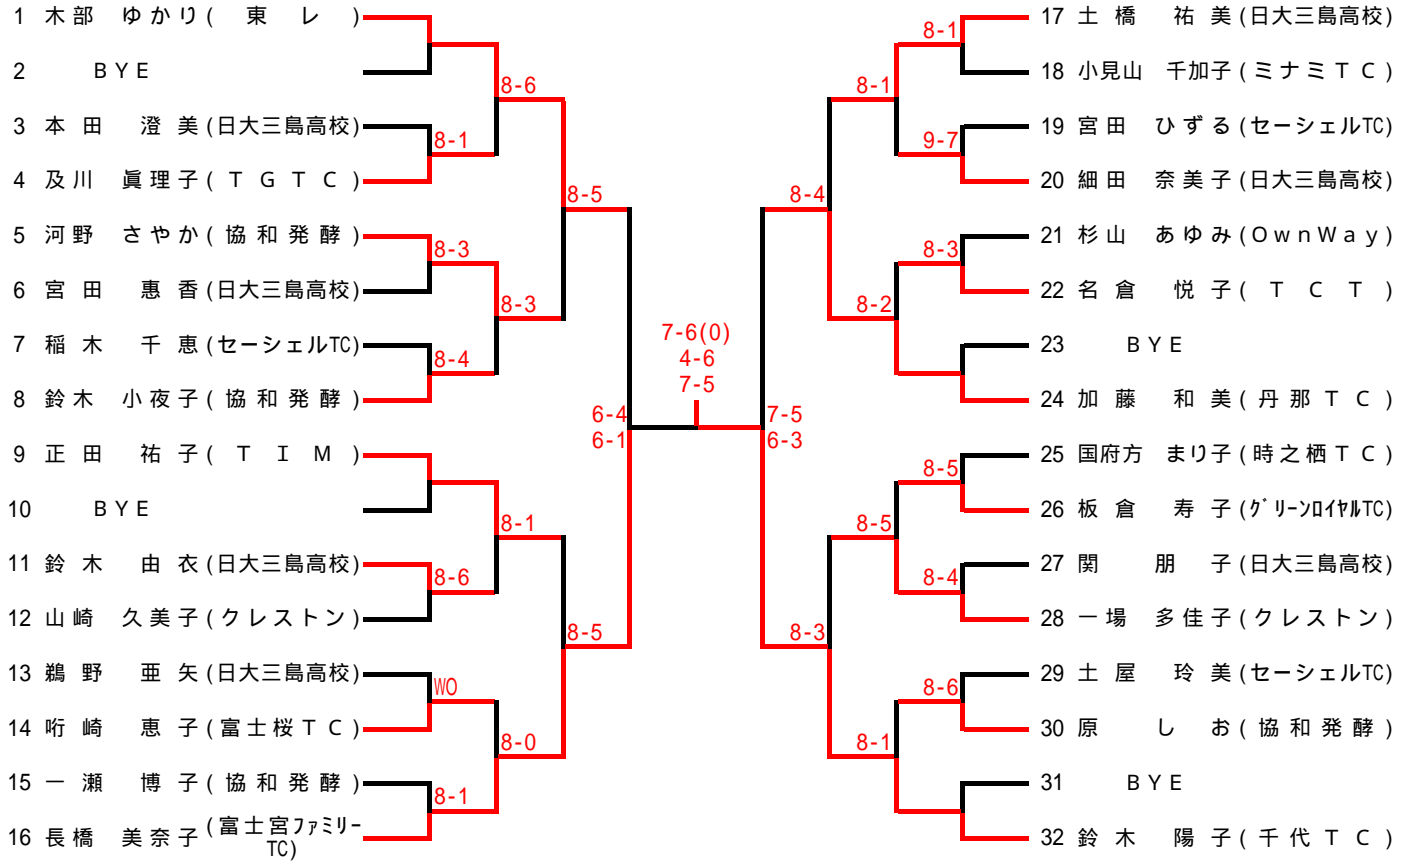 1 木部 ゆかり(東レ)
8-6
2 BYE
3 本田 澄美(日大三島高校)
8-1
4 及川 眞理子(TGTC)
8-5
5 河野 さやか(協和発酵)
8-3
6 宮田 惠香(日大三島高校)
8-3
7 稲木 千恵(セーシェルTC)
8-4
8 鈴木 小夜子(協和発酵)
6-4
6-1
9 正田 祐子(TIM)
10 BYE
8-1
11 鈴木 由衣(日大三島高校)
8-6
12 山崎 久美子(クレストン)
8-5
13 鵜野 亜矢(日大三島高校)
WO
14 哘崎 恵子(富士桜TC)
8-0
15 一瀬 博子(協和発酵)
8-1
16 長橋 美奈子(富士宮ファミリーTC)
7-6(0)
4-6
7-5
17 土橋 祐美(日大三島高校)
8-1
18 小見山 千加子(ミナミTC)
8-1
19 宮田 ひずる(セーシェルTC)
9-7
20 細田 奈美子(日大三島高校)
8-4
21 杉山 あゆみ(OwnWay)
8-3
22 名倉 悦子(TCT)
8-2
23 BYE
24 加藤 和美(丹那TC)
7-5
6-3
25 国府方 まり子(時之栖TC)
8-5
26 板倉 寿子(グリーンロイヤルTC)
8-5
27 関 朋子(日大三島高校)
8-4
28 一場 多佳子(クレストン)
8-3
29 土屋 玲美(セーシェルTC)
8-6
30 原 しお(協和発酵)
8-1
31 BYE
32 鈴木 陽子(千代TC)